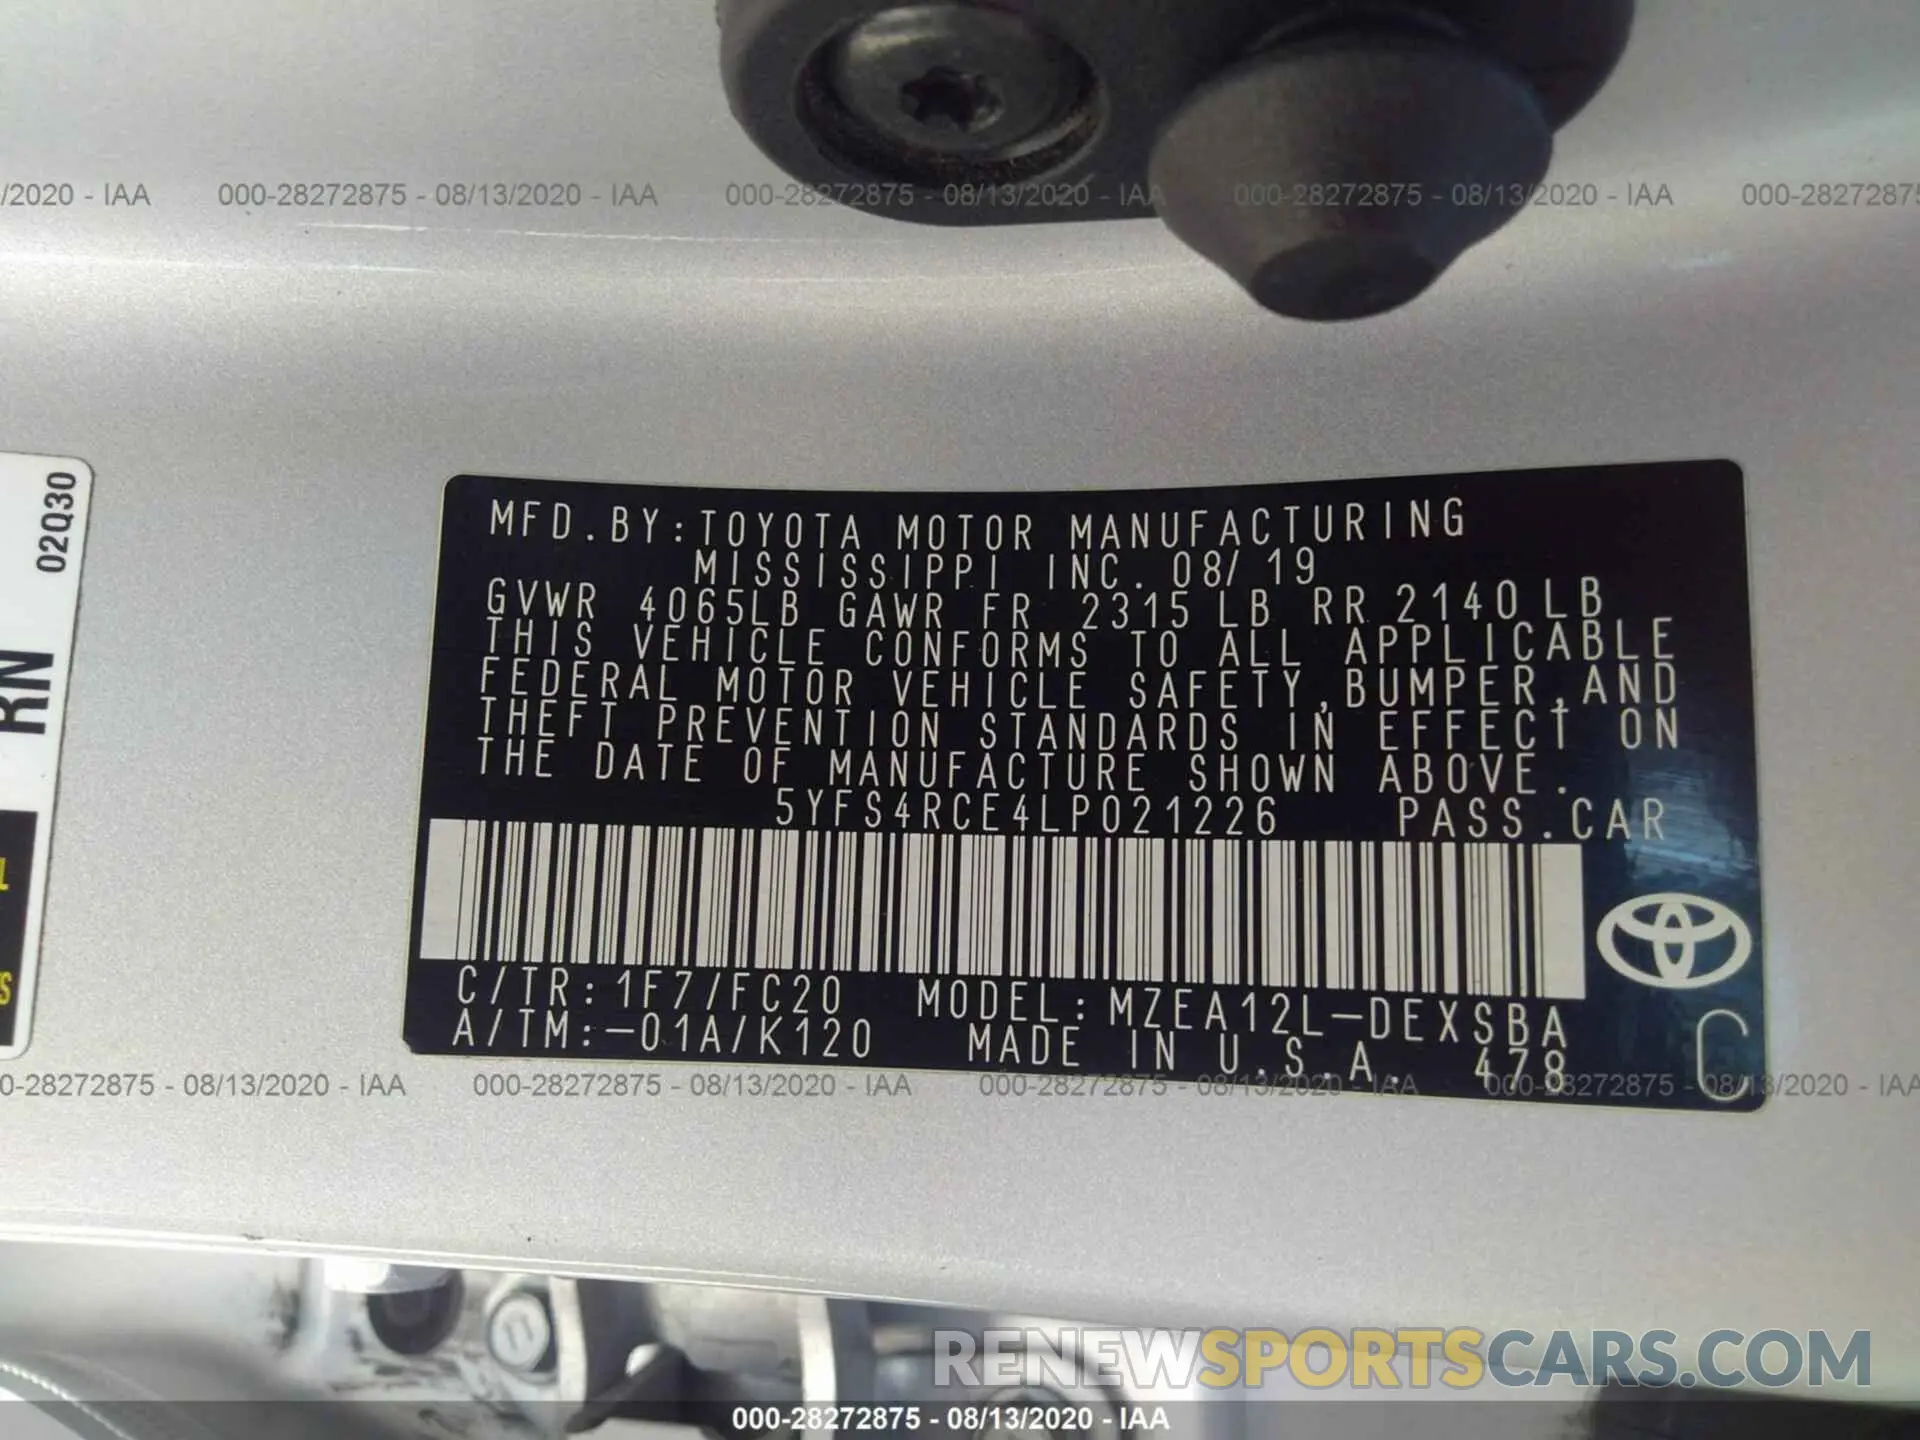 /2020 - IAA 000-28272875 - 08/13/2020 - IAA 000-28272875 - 08/13/2020 - IAA 000-28272875 - 08/13/2020 - IAA 000-28272875
02Q30
RN
MFD.BY:TOYOTA MOTOR MANUFACTURING
MISSISSIPPI INC. 08/19
GVWR 4065LB GAWR FR 2315LB RR 2140LB
THIS VEHICLE CONFORMS TO ALL APPLICABLE
FEDERAL MOTOR VEHICLE SAFETY,BUMPER,AND
THEFT PREVENTION STANDARDS IN EFFECT ON
THE DATE OF MANUFACTURE SHOWN ABOVE.
5YFS4RCE4LP021226 PASS.CAR
C/TR:1F7/FC20 MODEL:MZEA12L-DEXSBA
A/TM:-01A/K120 MADE IN U.S.A. 478
C
0-28272875 - 08/13/2020 - IAA 000-28272875 - 08/13/2020 - IAA 000-28272875 - 08/13/2020 - IAA 000-28272875 - 08/13/2020 - IAA
RENEWSPORTSCARS.COM
000-28272875 - 08/13/2020 - IAA